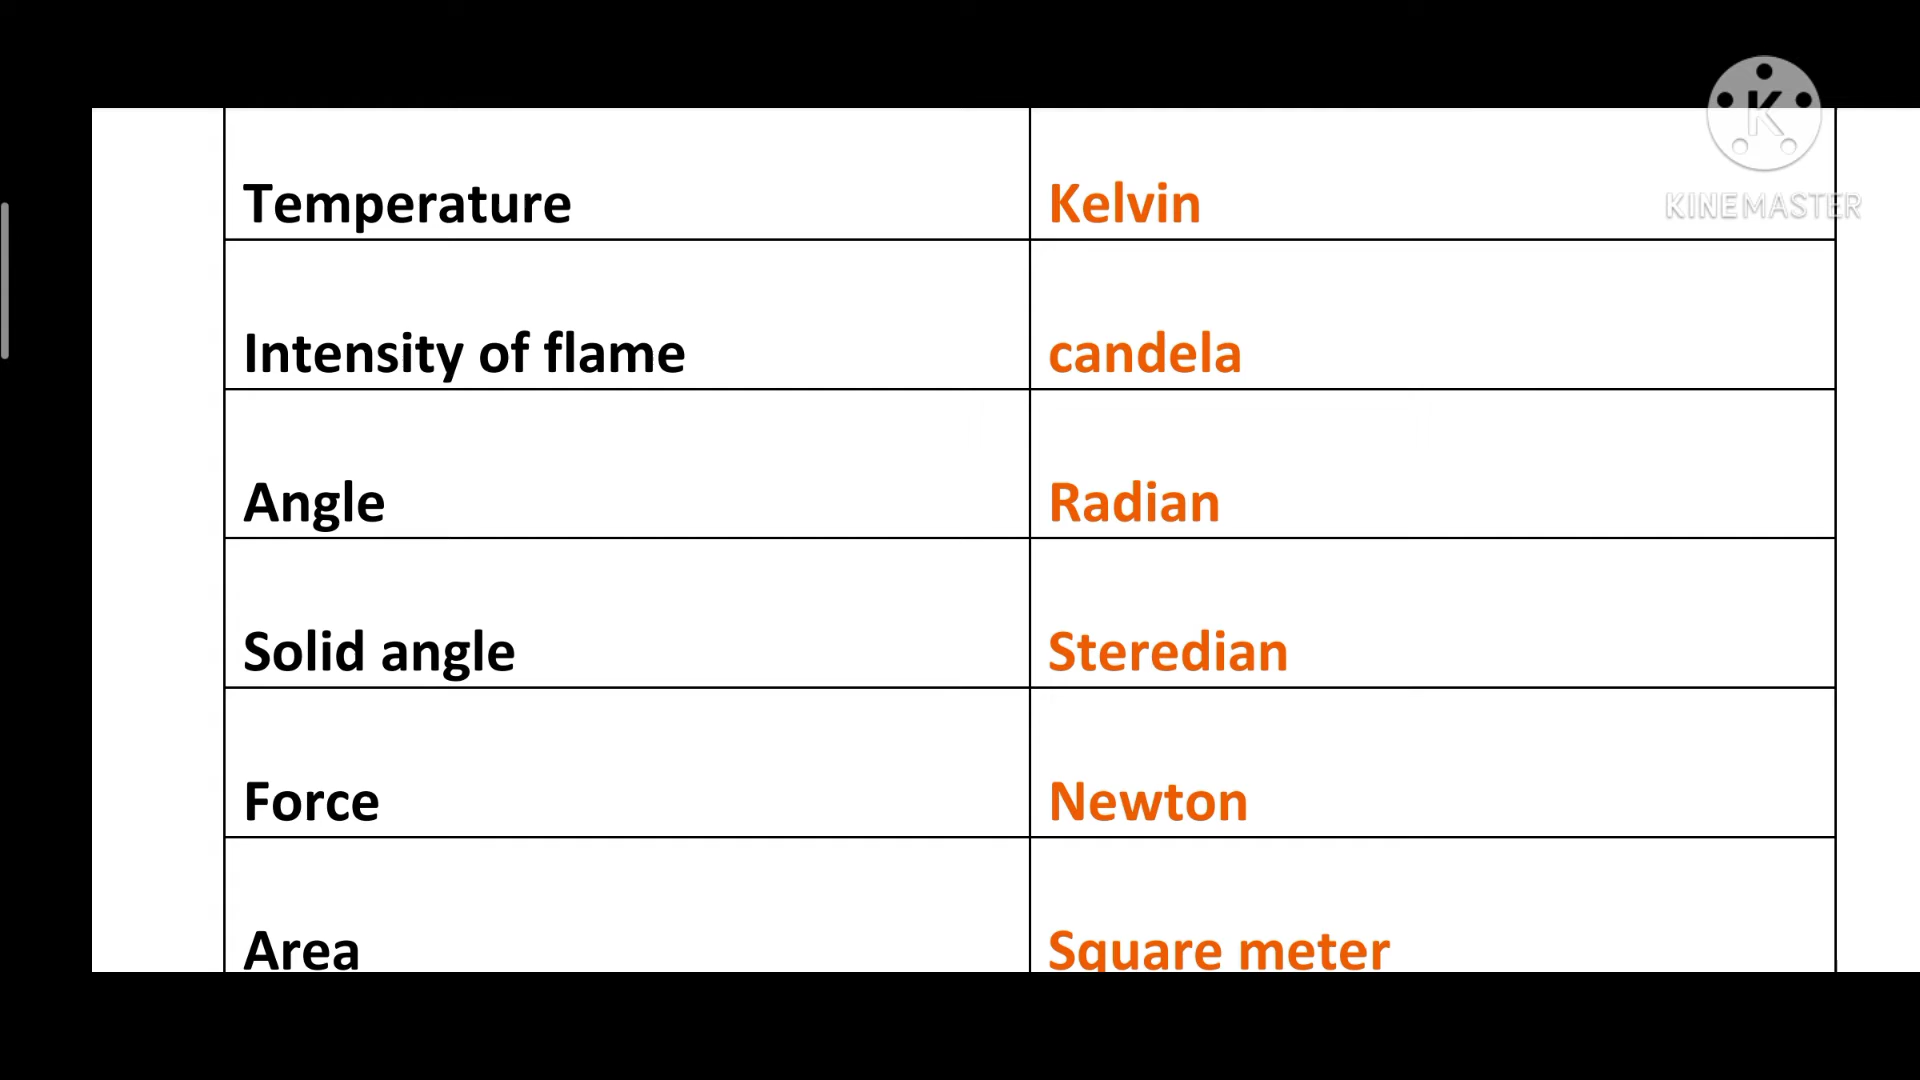 K
KINEMASTER
Temperature Kelvin
Intensity of flame candela
Angle Radian
Solid angle Steredian
Force Newton
Area Square meter